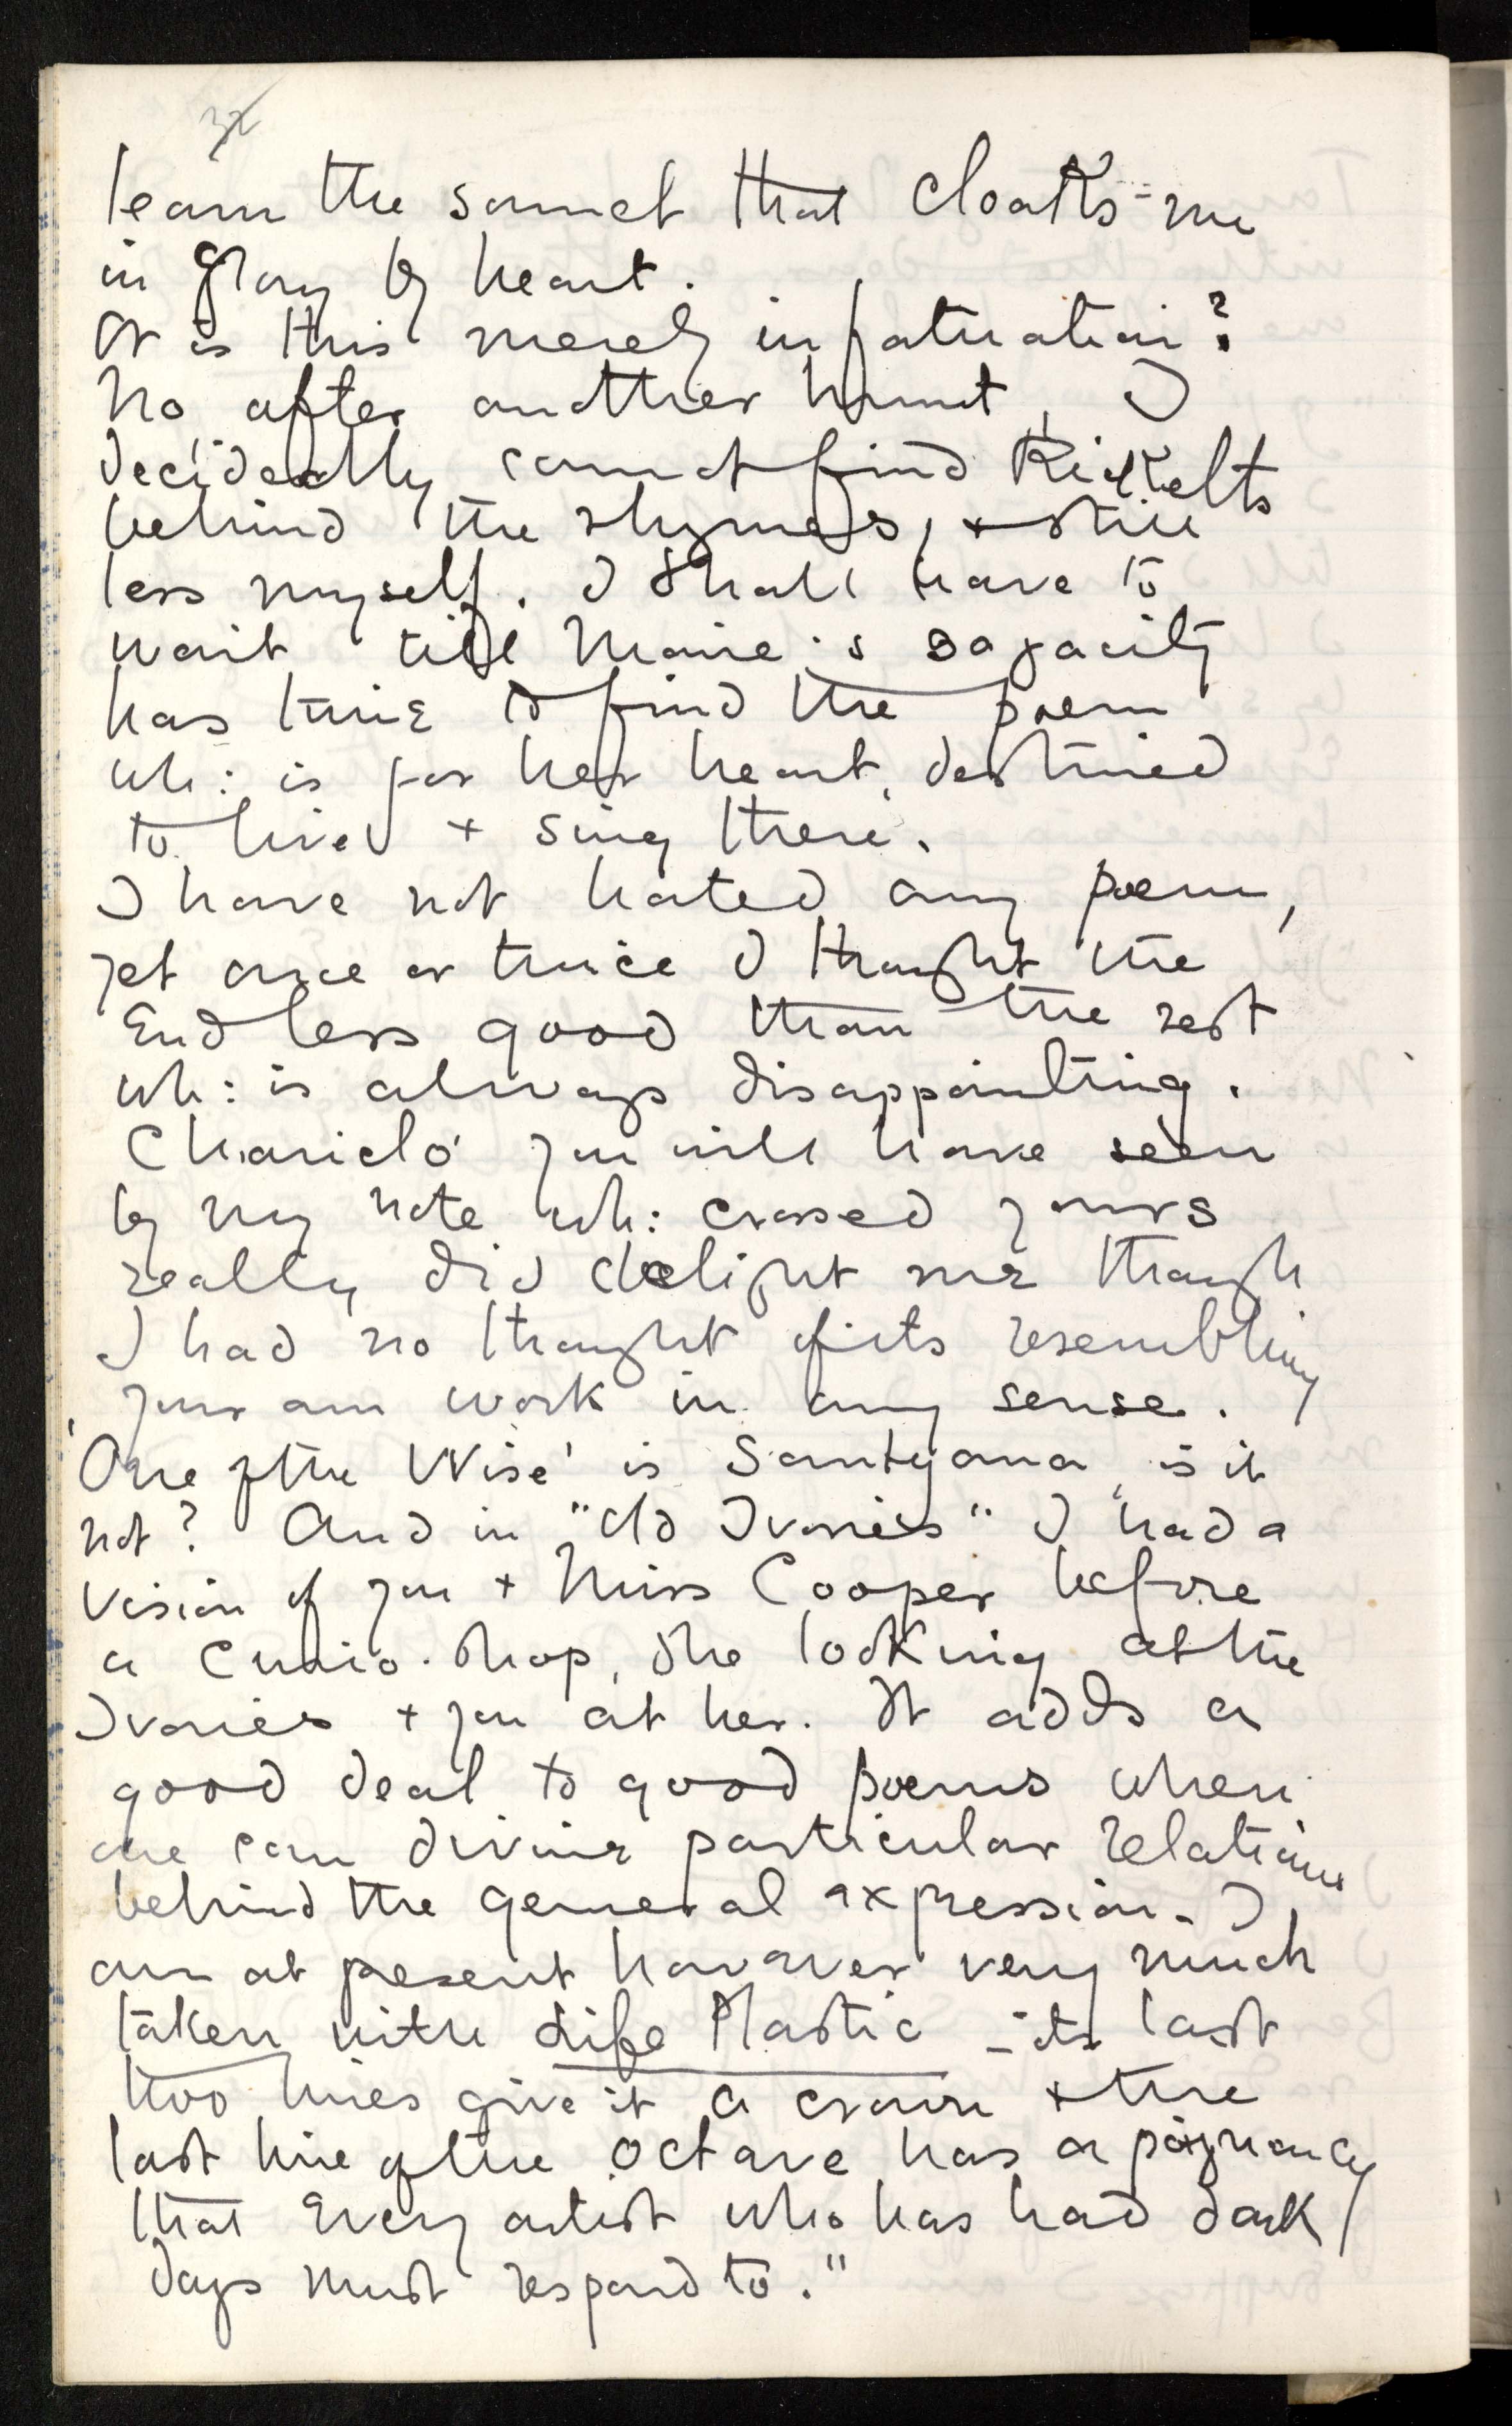 32
learn the sonnet that cloaths me
in glory by heart.
Or is this merely infatuation?
No after another hunt, I
decidedly cannot find Ricketts
behind the rhymes, + still
less myself. I shall have to
wait till Marie's sagacity
has time to find the poem
wh: is for her heart, destined
to live + sing there.
I have not hated any poem,
yet once or twice I thought the
End less good than the rest
wh: is always disappointing.
Chariclo you will have seen
by my note wh: crossed yours
really did delight me though
I had no thought of its resembling
your own work in any sense.
'One of the Wise' is Santyana, is it
not? And in "Old Ivories" I had a
vision of you + Miss Cooper before
a curio-shop, she looking at the
Ivories + you at her. It adds a
good deal to good poems when
one can divine particular relations
behind the general expression. I
am at present however very much
taken with Life Plastic – its last
two lines give it a crown + the
last line of the octave has a poignancy
that Every artist who has had dark
days must respond to."